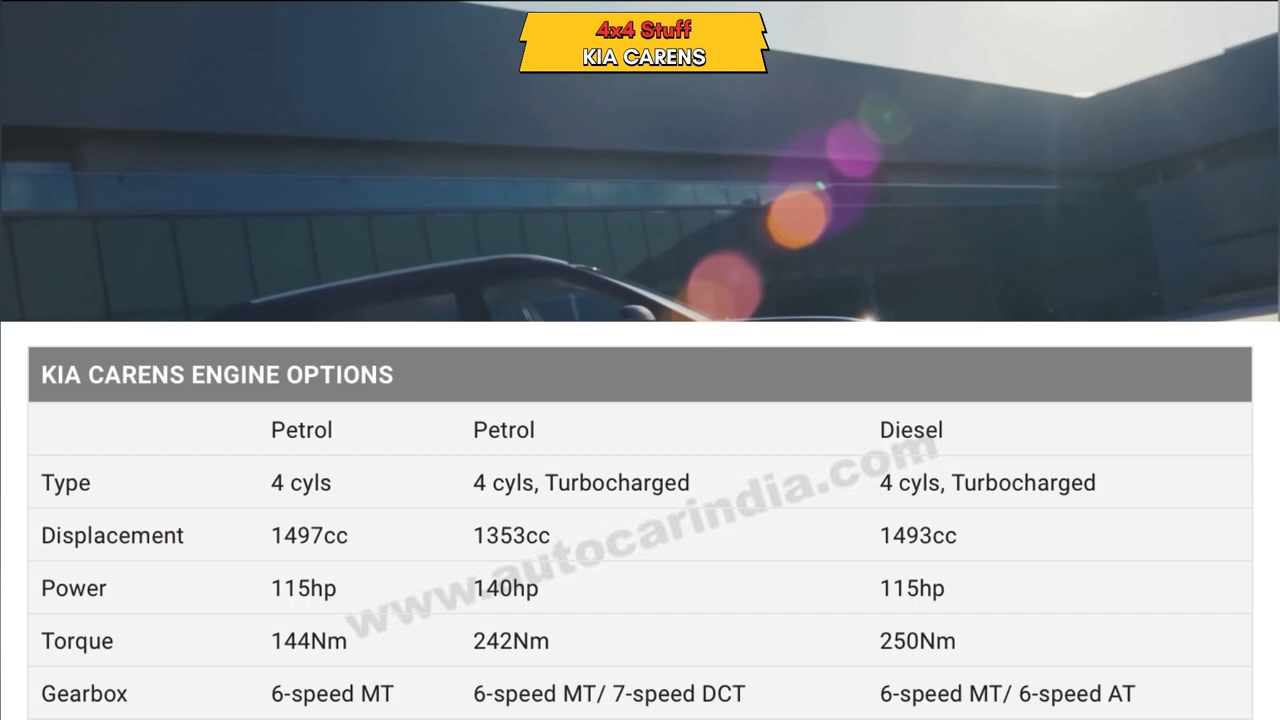 4x4 Stuff
KIA CARENS
KIA CARENS ENGINE OPTIONS
Petrol Petrol Diesel
Type 4 cyls 4 cyls, Turbocharged 4 cyls, Turbocharged
Displacement 1497cc 1353cc 1493cc
Power 115hp 140hp 115hp
Torque 144Nm 242Nm 250Nm
Gearbox 6-speed MT 6-speed MT/ 7-speed DCT 6-speed MT/ 6-speed AT
www.autocarindia.com